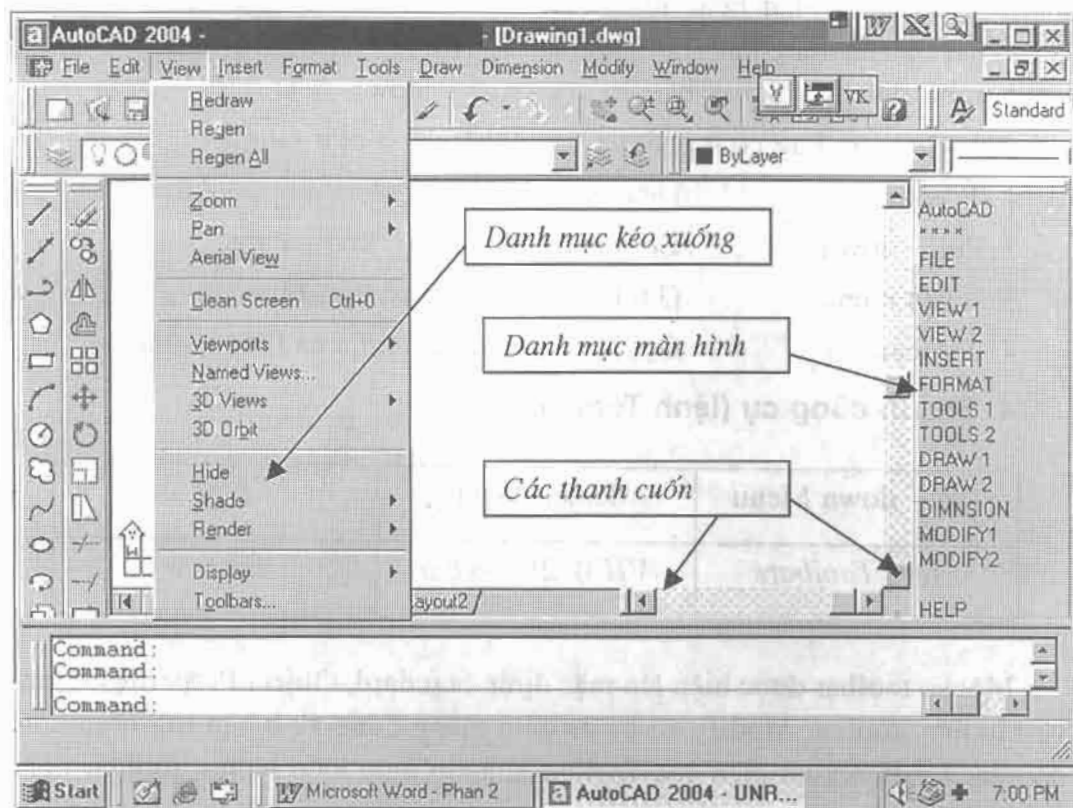 AutoCAD 2004 - - [Drawing1.dwg]
File Edit View Insert Format Tools Draw Dimension Modify Window Help
VK
Standard
ByLayer
Redraw
Regen
Regen All
Zoom
Pan
Aerial View
Clean Screen Ctrl+0
Viewports
Named Views...
3D Views
3D Orbit
Hide
Shade
Render
Display
Toolbars...
Danh mục kéo xuống
Danh mục màn hình
Các thanh cuốn
AutoCAD
* * * *
FILE
EDIT
VIEW 1
VIEW 2
INSERT
FORMAT
TOOLS 1
TOOLS 2
DRAW 1
DRAW 2
DIMNSION
MODIFY1
MODIFY2
HELP
ayout2
Command:
Command:
Command:
Start
Microsoft Word - Phan 2
AutoCAD 2004 - UNR...
7:00 PM